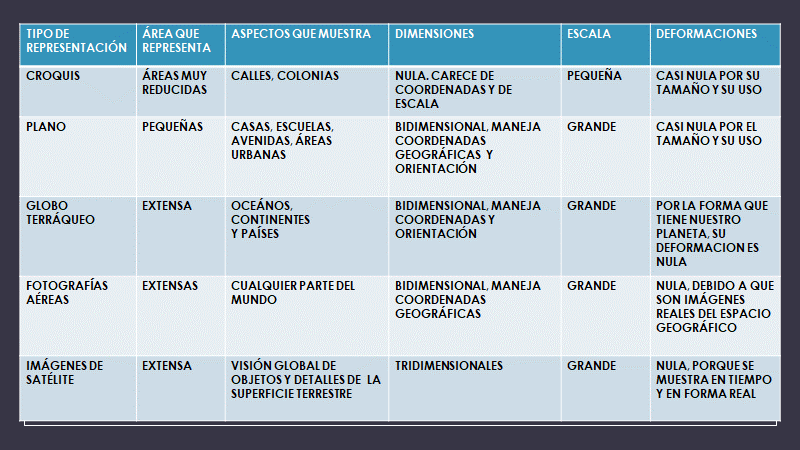 TIPO DE
REPRESENTACIÓN
ÁREA QUE
REPRESENTA
ASPECTOS QUE MUESTRA
DIMENSIONES
ESCALA
DEFORMACIONES
CROQUIS
ÁREAS MUY
REDUCIDAS
CALLES, COLONIAS
NULA. CARECE DE
COORDENADAS Y DE
ESCALA
PEQUEÑA
CASI NULA POR SU
TAMAÑO Y SU USO
PLANO
PEQUEÑAS
CASAS, ESCUELAS,
AVENIDAS, ÁREAS
URBANAS
BIDIMENSIONAL, MANEJA
COORDENADAS
GEOGRÁFICAS Y
ORIENTACIÓN
GRANDE
CASI NULA POR EL
TAMAÑO Y SU USO
GLOBO
TERRÁQUEO
EXTENSA
OCEÁNOS,
CONTINENTES
Y PAÍSES
BIDIMENSIONAL, MANEJA
COORDENADAS Y
ORIENTACIÓN
GRANDE
POR LA FORMA QUE
TIENE NUESTRO
PLANETA, SU
DEFORMACION ES
NULA
FOTOGRAFÍAS
AÉREAS
EXTENSAS
CUALQUIER PARTE DEL
MUNDO
BIDIMENSIONAL, MANEJA
COORDENADAS
GEOGRÁFICAS
GRANDE
NULA, DEBIDO A QUE
SON IMÁGENES
REALES DEL ESPACIO
GEOGRÁFICO
IMÁGENES DE
SATÉLITE
EXTENSA
VISIÓN GLOBAL DE
OBJETOS Y DETALLES DE LA
SUPERFICIE TERRESTRE
TRIDIMENSIONALES
GRANDE
NULA, PORQUE SE
MUESTRA EN TIEMPO
Y EN FORMA REAL